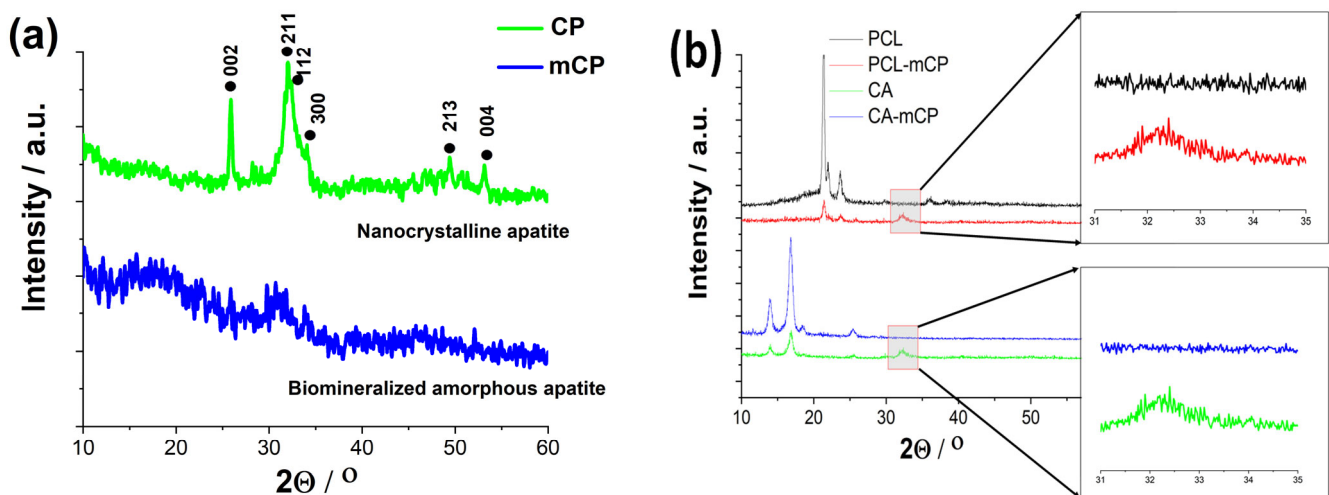 (a)
CP
mCP
002
211
112
300
213
004
Intensity / a.u.
Nanocrystalline apatite
Biomineralized amorphous apatite
10 20 30 40 50 60
2Θ / o
(b)
PCL
PCL-mCP
CA
CA-mCP
Intensity / a.u.
10 20 30 40 50
2Θ / o
31 32 33 34 35
31 32 33 34 35